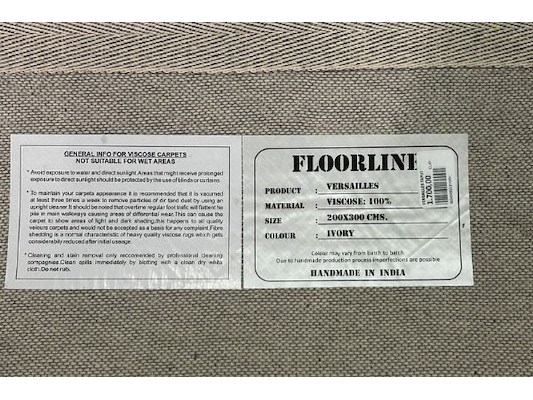 GENERAL INFO FOR VISCOSE CARPETS
NOT SUITABLE FOR WET AREAS
* Avoid exposure to water and direct sunlight. Areas that might receive prolonged
exposure to direct sunlight should be protected by the use of blinds or curtains.
* To maintain your carpets appearance it is recommended that it is vacuumed
at least three times a week to remove particles of dir tand dust by using an
upright cleaner. It should be noted that overtime regular foot trafic will flatten he
pile in main walkways causing areas of differental wear. This can cause the
carpet to show areas of light and dark shading, this happens to all quality
velours carpets and would not be accepted as a basis for any complaint. Fibre
shedding is a normal characteristic of heavy quality viscose rugs which gets
considerabily reduced after initial useage.
* Cleaning and stain removal only reccomended by professional cleaning
compagnies. Clean spills immediately by blotting with a clean dry white
cloth. Do not rub.
FLOORLINE
PRODUCT : VERSAILLES
MATERIAL : VISCOSE: 100%
SIZE : 200X300 CMS.
COLOUR : IVORY
1.700,00
Colour may vary from batch to batch
Due to handmade production process imperfections are possible
HANDMADE IN INDIA